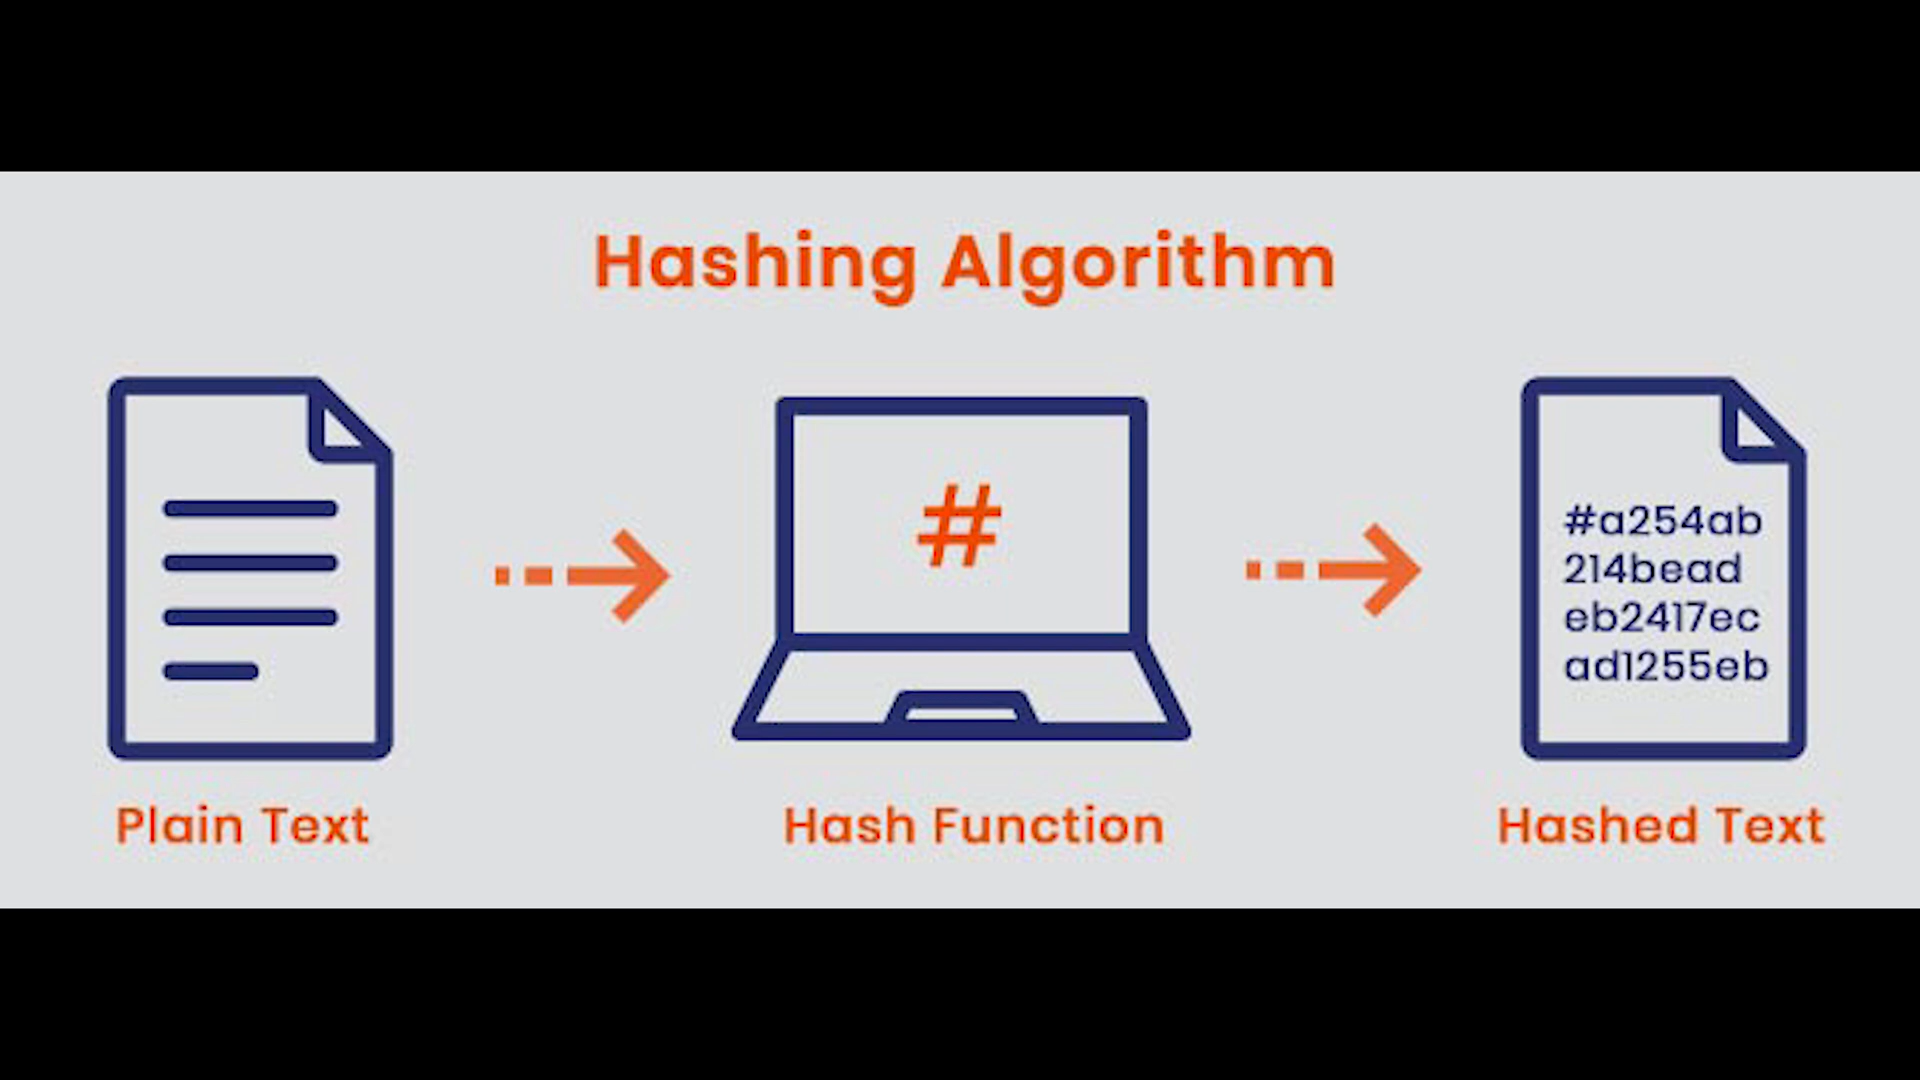 Hashing Algorithm
#
#a254ab
214bead
eb2417ec
ad1255eb
Plain Text
Hash Function
Hashed Text